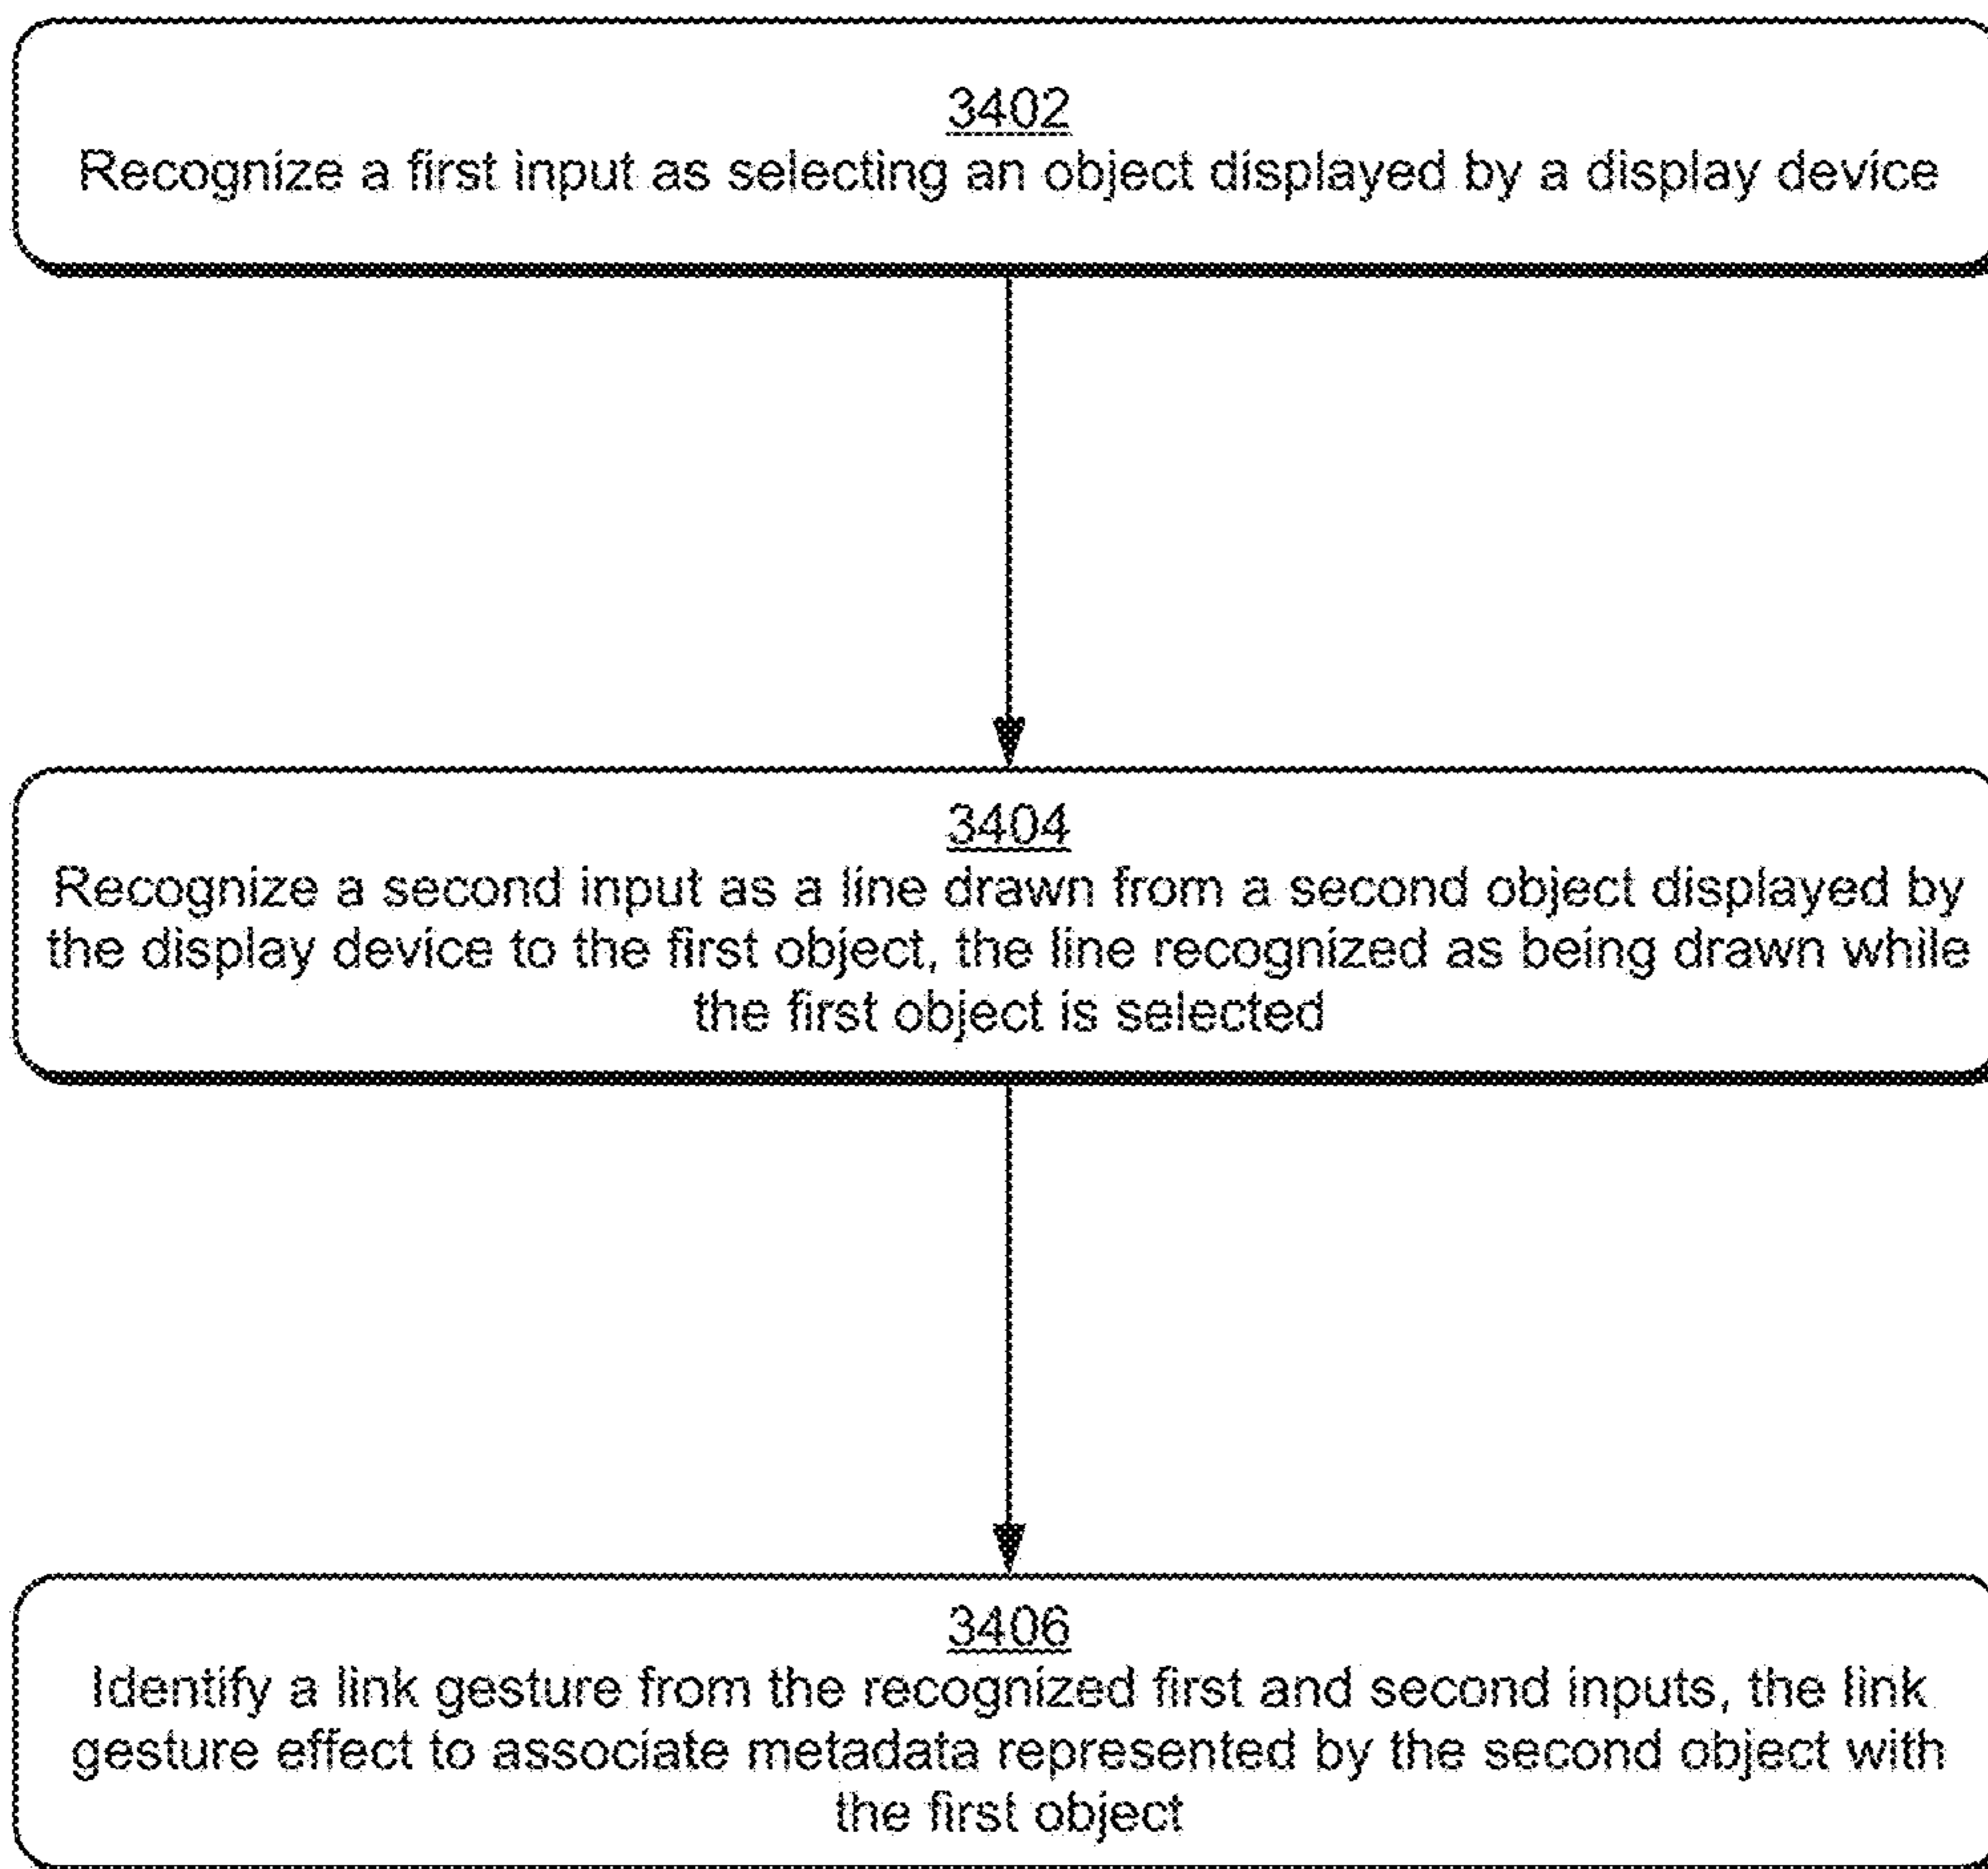 3402
Recognize a first input as selecting an object displayed by a display device
3404
Recognize a second input as a line drawn from a second object displayed by
the display device to the first object, the line recognized as being drawn while
the first object is selected
3406
Identify a link gesture from the recognized first and second inputs, the link
gesture effect to associate metadata represented by the second object with
the first object